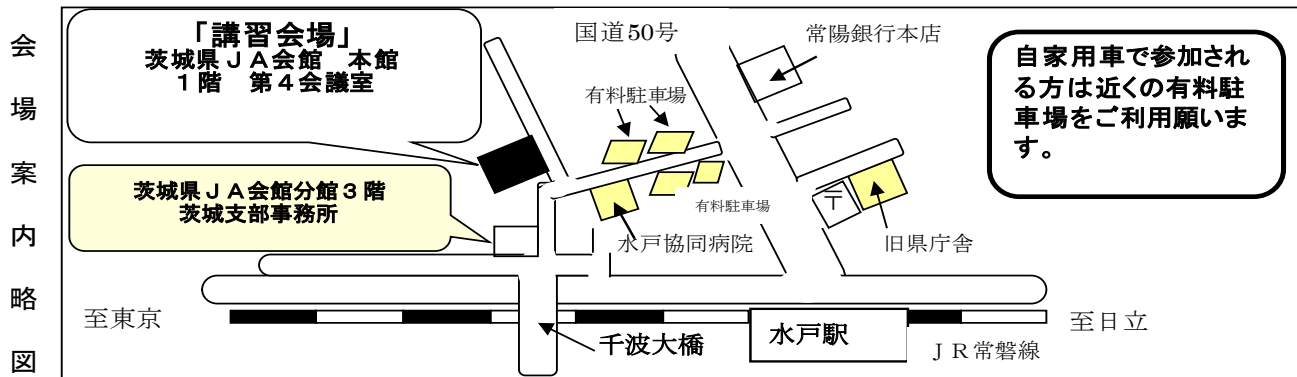 会場案内略図
「講習会場」
茨城県ＪＡ会館　本館
１階　第４会議室
国道50号
常陽銀行本店
自家用車で参加され
る方は近くの有料駐
車場をご利用願いま
す。
有料駐車場
茨城県ＪＡ会館分館３階
茨城支部事務所
有料駐車場
〒
水戸協同病院
旧県庁舎
至東京
千波大橋
水戸駅
ＪＲ常磐線
至日立